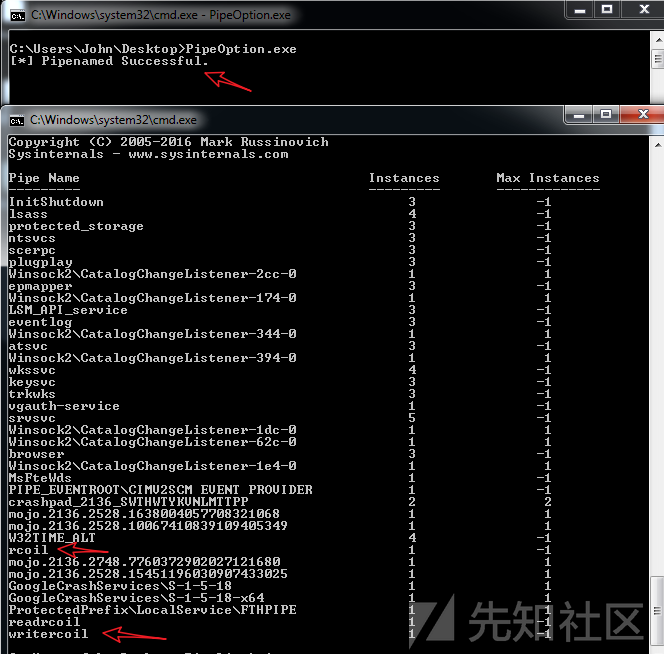 C:\Windows\system32\cmd.exe - PipeOption.exe
C:\Users\John\Desktop>PipeOption.exe
[*] Pipenamed Successful.
C:\Windows\system32\cmd.exe
Copyright (C) 2005-2016 Mark Russinovich
Sysinternals - www.sysinternals.com
Pipe Name Instances Max Instances
--------- --------- -------------
InitShutdown 3 -1
lsass 4 -1
protected_storage 3 -1
ntsvcs 3 -1
scerpc 3 -1
plugplay 3 -1
Winsock2\CatalogChangeListener-2cc-0 1 1
epmapper 3 -1
Winsock2\CatalogChangeListener-174-0 1 1
LSM_API_service 3 -1
eventlog 3 -1
Winsock2\CatalogChangeListener-344-0 1 1
atsvc 3 -1
Winsock2\CatalogChangeListener-394-0 1 1
wkssvc 4 -1
keysvc 3 -1
trkwks 3 -1
vgauth-service 1 -1
srvsvc 5 -1
Winsock2\CatalogChangeListener-1dc-0 1 1
Winsock2\CatalogChangeListener-62c-0 1 1
browser 3 -1
Winsock2\CatalogChangeListener-1e4-0 1 1
MsFteWds 1 -1
PIPE_EVENTROOT\CIMV2SCM EVENT PROVIDER 1 -1
crashpad_2136_SWTHWTYKVNLMTTPP 2 2
mojo.2136.2528.1638004057708321068 1 1
mojo.2136.2528.10067410839109405349 1 1
W32TIME_ALT 4 -1
rcoil 1 -1
mojo.2136.2748.7760372902027121680 1 1
mojo.2136.2528.15451196030907433025 1 1
GoogleCrashServices\S-1-5-18 1 1
GoogleCrashServices\S-1-5-18-x64 1 1
ProtectedPrefix\LocalService\FTHPIPE 1 -1
readrcoil 1 -1
writercoil 1 -1
先知社区